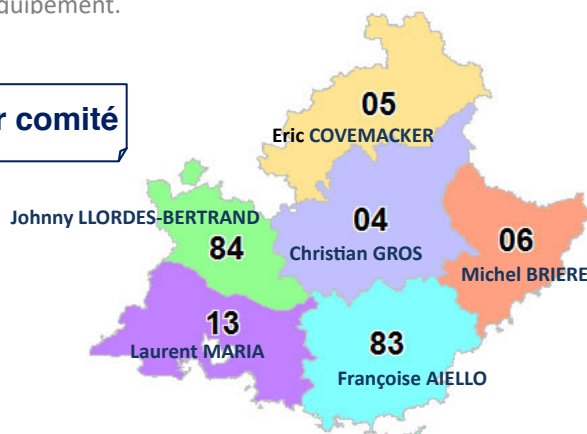 quipement.
r comité
05
Eric COVEMACKER
Johnny LLORDES-BERTRAND
84
04
Christian GROS
06
Michel BRIERE
13
Laurent MARIA
83
Françoise AIELLO